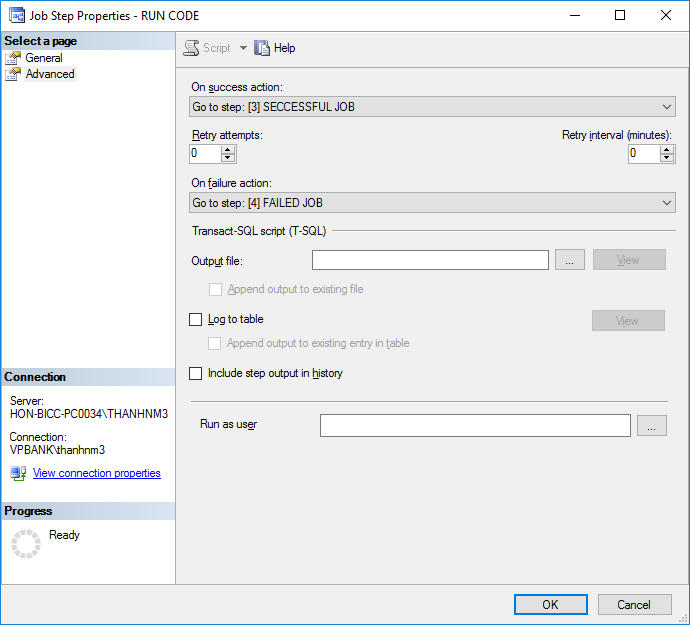 Job Step Properties - RUN CODE
Select a page
General
Advanced
Script
Help
On success action:
Go to step: [3] SECCESSFUL JOB
Retry attempts:
Retry interval (minutes):
0
0
On failure action:
Go to step: [4] FAILED JOB
Transact-SQL script (T-SQL)
Output file:
...
View
Append output to existing file
Log to table
View
Append output to existing entry in table
Include step output in history
Run as user
...
Connection
Server:
HON-BICC-PC0034\THANHNM3
Connection:
VPBANK\thanhnm3
View connection properties
Progress
Ready
OK
Cancel